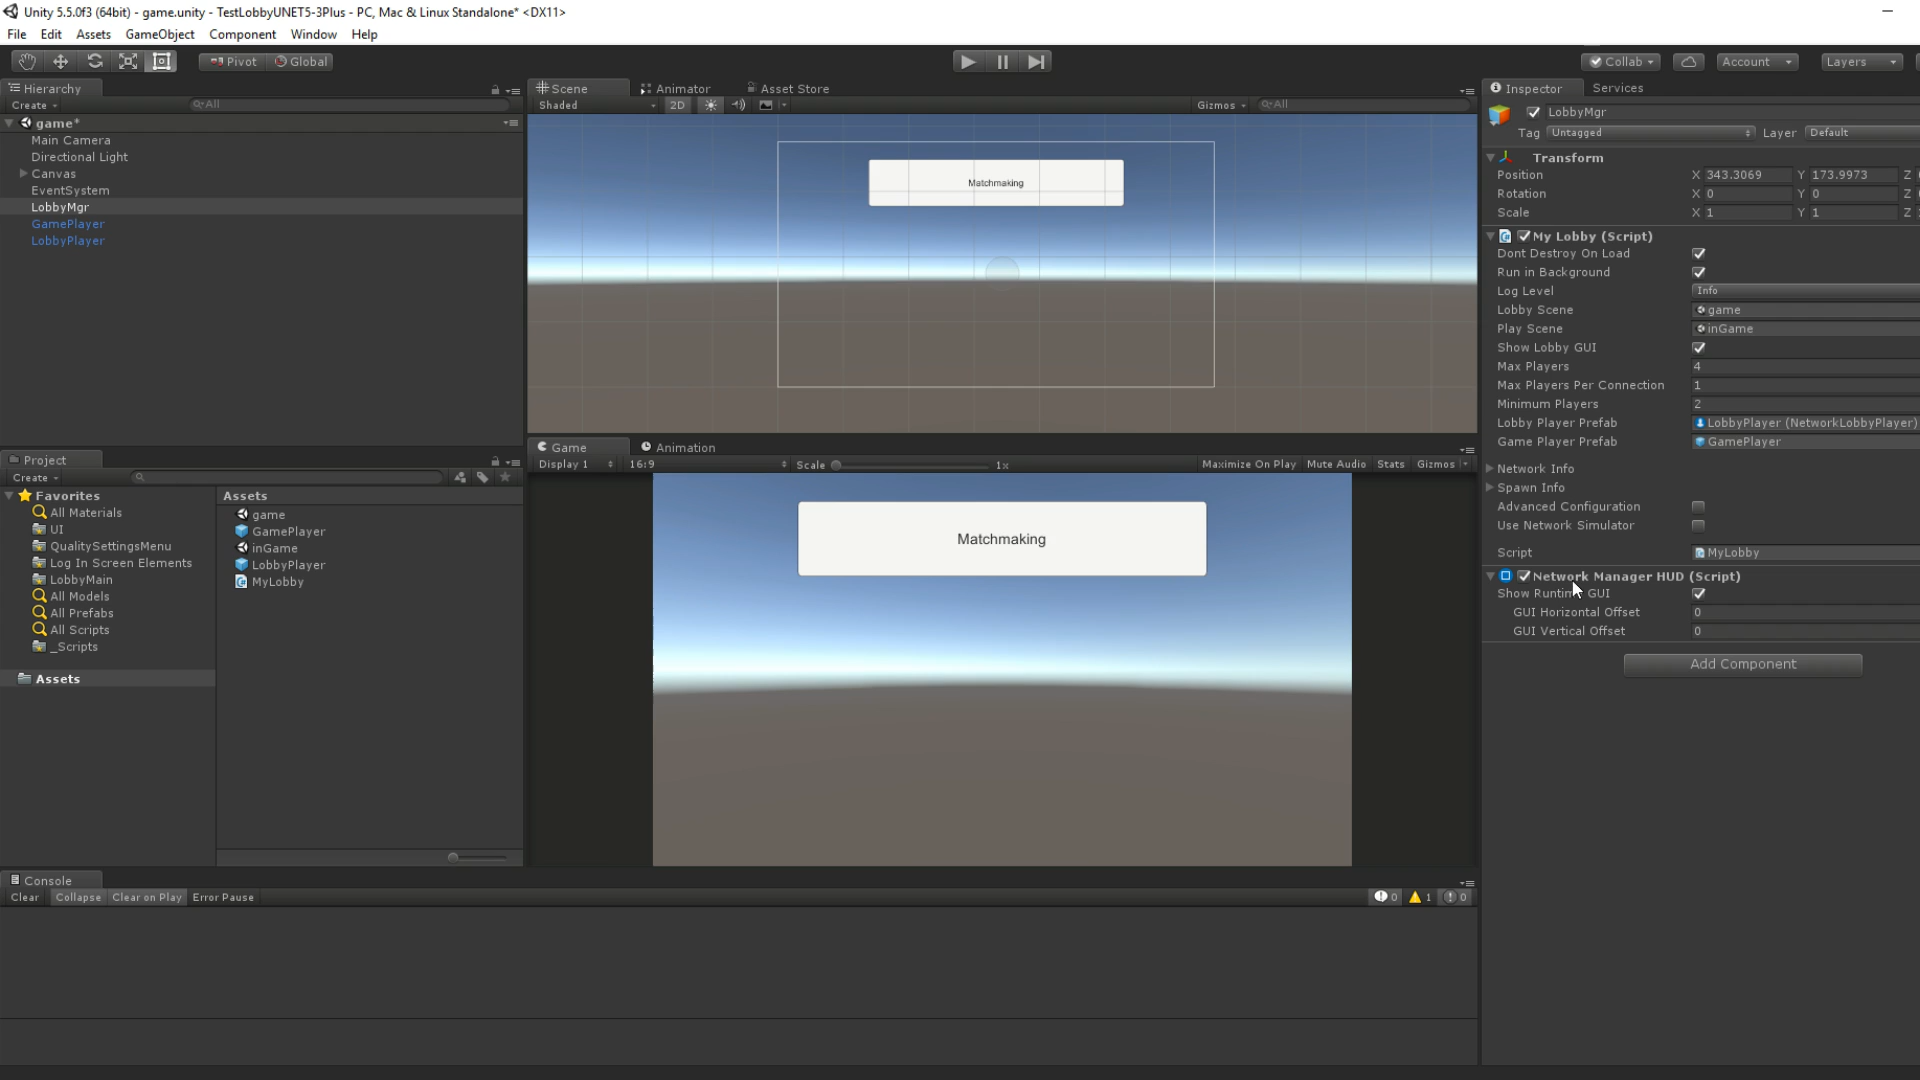 Unity 5.5.0f3 (64bit) - game.unity - TestLobbyUNET5-3Plus - PC, Mac & Linux Standalone* <DX11>
File Edit Assets GameObject Component Window Help
Pivot Global Collab Account Layers
Hierarchy
Create All
game*
Main Camera
Directional Light
Canvas
EventSystem
LobbyMgr
GamePlayer
LobbyPlayer
Scene Animator Asset Store
Shaded 2D Gizmos All
Matchmaking
Project
Create
Favorites
All Materials
UI
QualitySettingsMenu
Log In Screen Elements
LobbyMain
All Models
All Prefabs
All Scripts
_Scripts
Assets
Assets
game
GamePlayer
inGame
LobbyPlayer
MyLobby
Game Animation
Display 1 16:9 Scale 1x Maximize On Play Mute Audio Stats Gizmos
Matchmaking
Console
Clear Collapse Clear on Play Error Pause 0 1 0
Inspector Services
LobbyMgr
Tag Untagged Layer Default
Transform
Position X 343.3069 Y 173.9973 Z
Rotation X 0 Y 0 Z
Scale X 1 Y 1 Z
My Lobby (Script)
Dont Destroy On Load
Run in Background
Log Level Info
Lobby Scene game
Play Scene inGame
Show Lobby GUI
Max Players 4
Max Players Per Connection 1
Minimum Players 2
Lobby Player Prefab LobbyPlayer (NetworkLobbyPlayer)
Game Player Prefab GamePlayer
Network Info
Spawn Info
Advanced Configuration
Use Network Simulator
Script MyLobby
Network Manager HUD (Script)
Show Runtime GUI
GUI Horizontal Offset 0
GUI Vertical Offset 0
Add Component